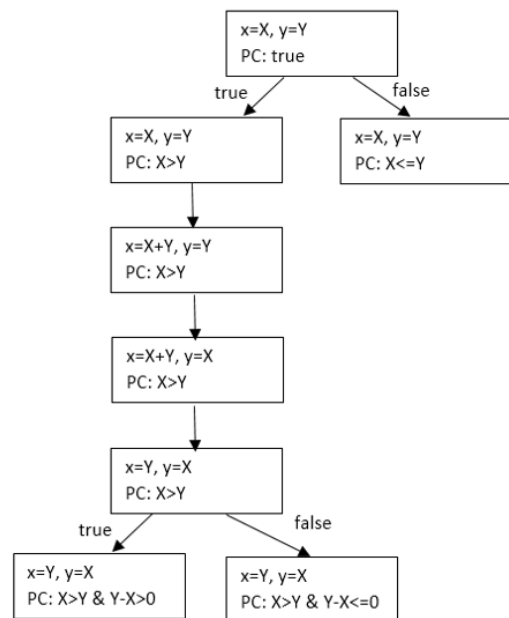 x=X, y=Y
PC: true
true
false
x=X, y=Y
PC: X>Y
x=X, y=Y
PC: X<=Y
x=X+Y, y=Y
PC: X>Y
x=X+Y, y=X
PC: X>Y
x=Y, y=X
PC: X>Y
true
false
x=Y, y=X
PC: X>Y & Y-X>0
x=Y, y=X
PC: X>Y & Y-X<=0